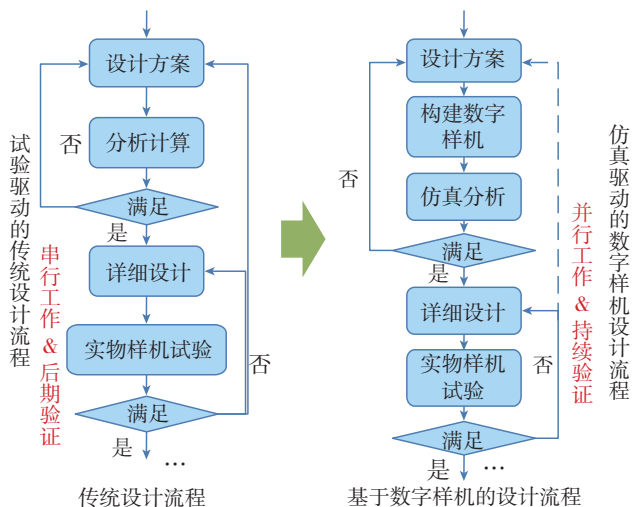 试验驱动的传统设计流程
串行工作 & 后期验证
设计方案
否
分析计算
满足
是
详细设计
实物样机试验
否
满足
是
...
传统设计流程
设计方案
构建数字
样机
否
仿真分析
满足
是
详细设计
实物样机
试验
否
满足
是
...
基于数字样机的设计流程
并行工作 & 持续验证
仿真驱动的数字样机设计流程